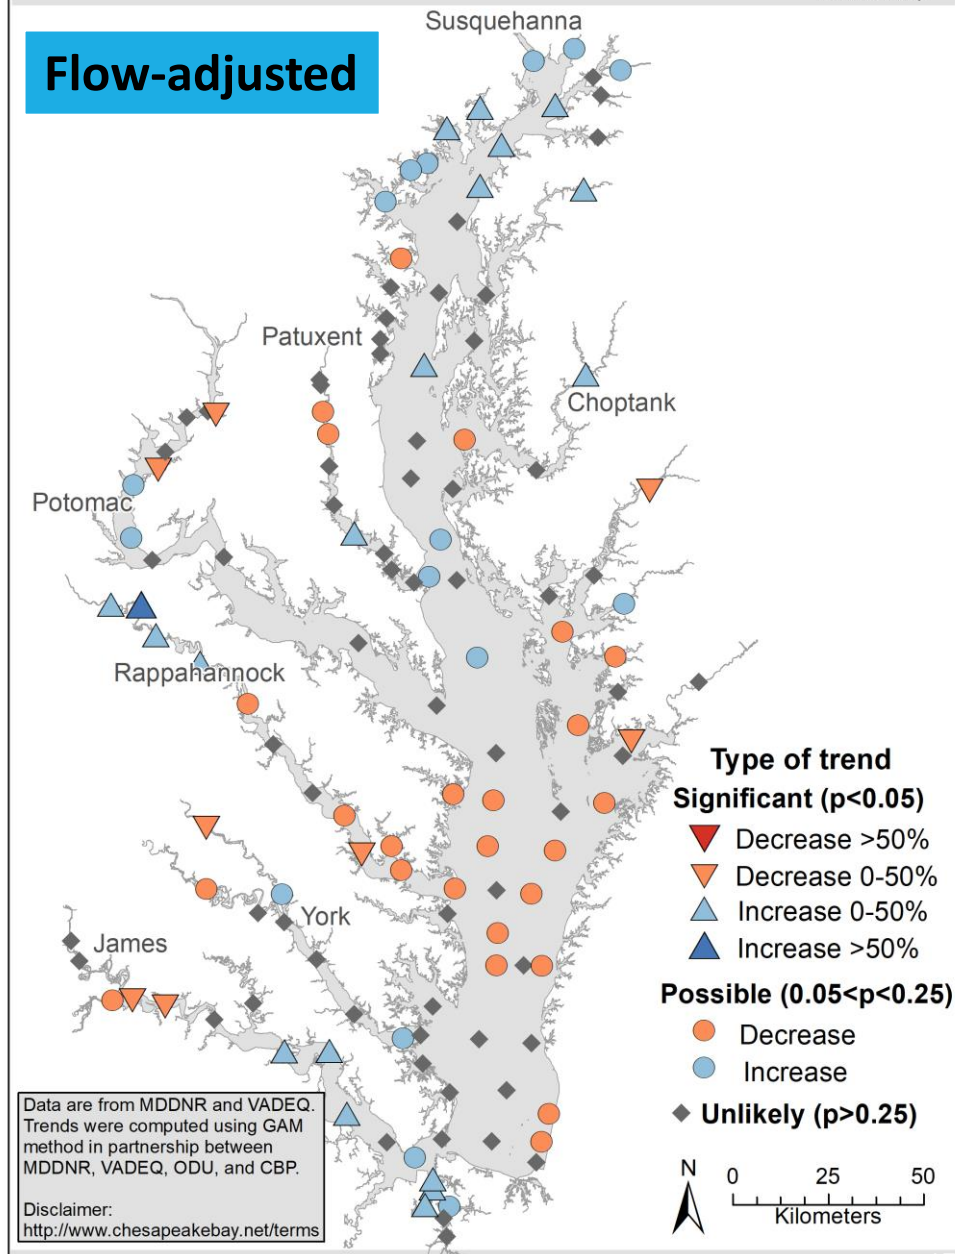 Susquehanna
Flow-adjusted
Patuxent
Choptank
Potomac
Rappahannock
York
James
Type of trend
Significant (p<0.05)
Decrease >50%
Decrease 0-50%
Increase 0-50%
Increase >50%
Possible (0.05<p<0.25)
Decrease
Increase
Unlikely (p>0.25)
Data are from MDDNR and VADEQ.
Trends were computed using GAM
method in partnership between
MDDNR, VADEQ, ODU, and CBP.
Disclaimer:
http://www.chesapeakebay.net/terms
N
0 25 50
Kilometers